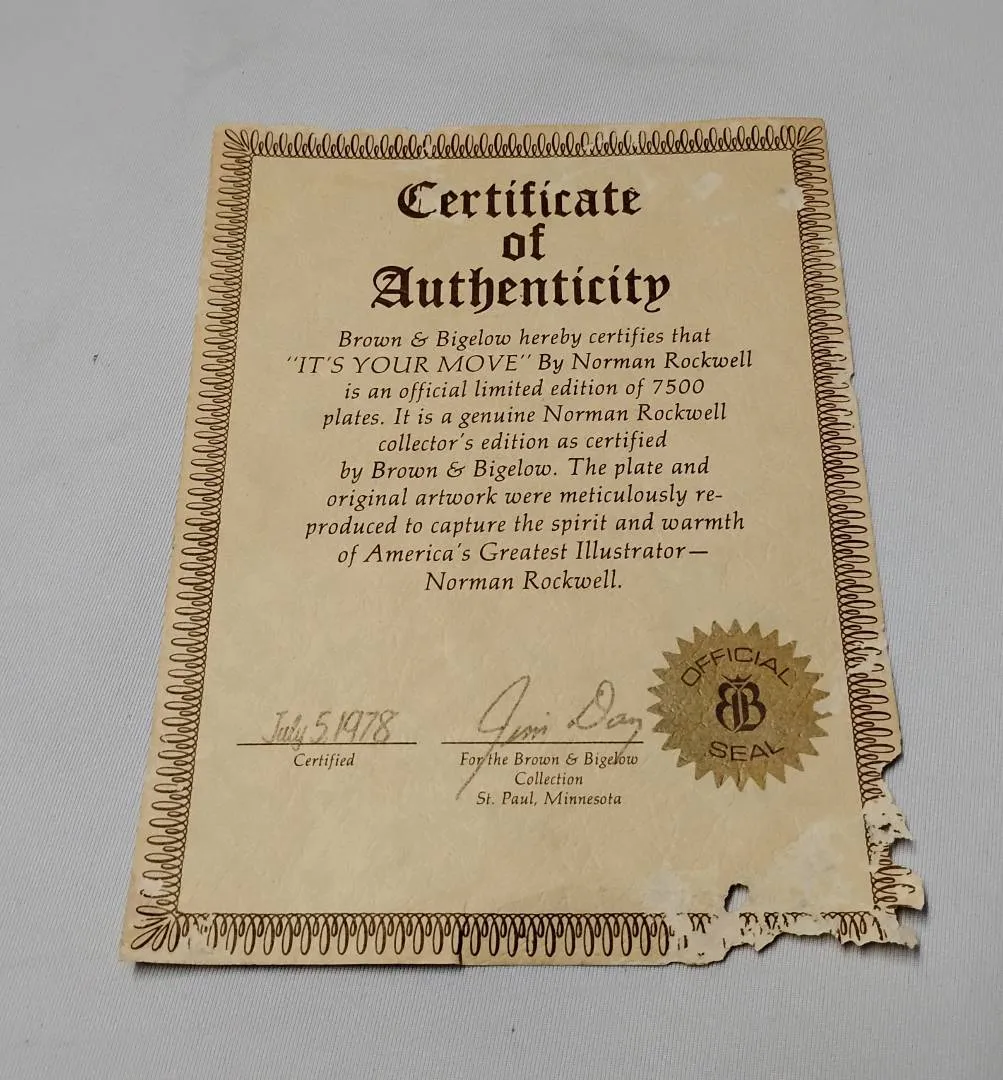 Certificate
of
Authenticity
Brown & Bigelow hereby certifies that
"IT'S YOUR MOVE" By Norman Rockwell
is an official limited edition of 7500
plates. It is a genuine Norman Rockwell
collector's edition as certified
by Brown & Bigelow. The plate and
original artwork were meticulously re-
produced to capture the spirit and warmth
of America's Greatest Illustrator—
Norman Rockwell.
July 5, 1978
Certified
Jim Day
For the Brown & Bigelow
Collection
St. Paul, Minnesota
OFFICIAL
BB
SEAL